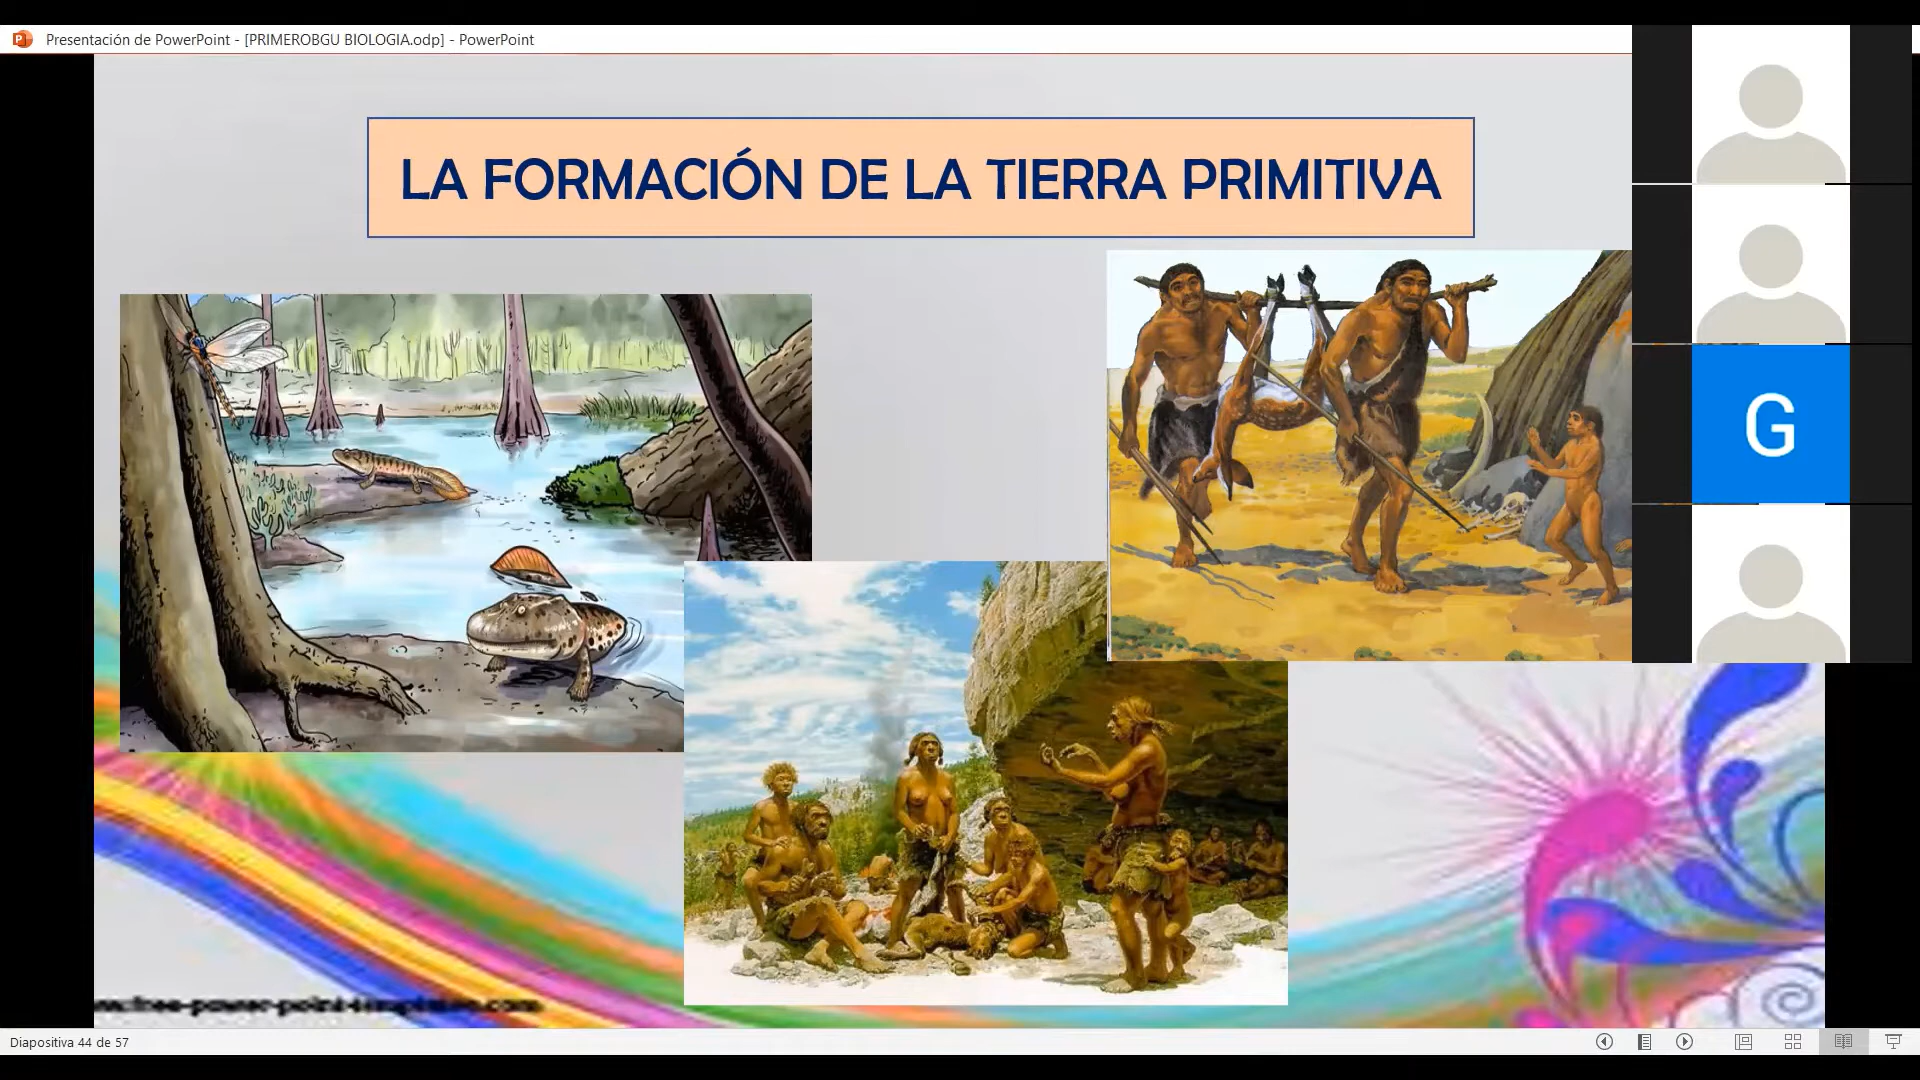 Presentación de PowerPoint - [PRIMEROBGU BIOLOGIA.odp] - PowerPoint
LA FORMACIÓN DE LA TIERRA PRIMITIVA
G
Diapositiva 44 de 57